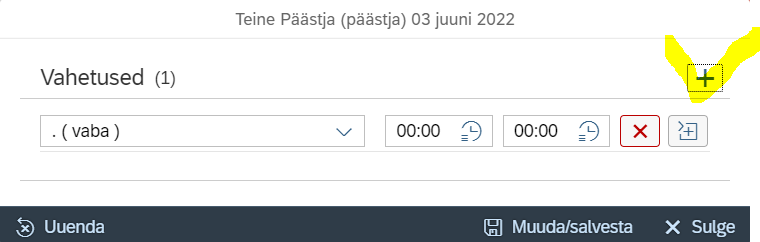 Teine Päästja (päästja) 03 juuni 2022
Vahetused (1)
. ( vaba ) 00:00 00:00
Uuenda Muuda/salvesta Sulge